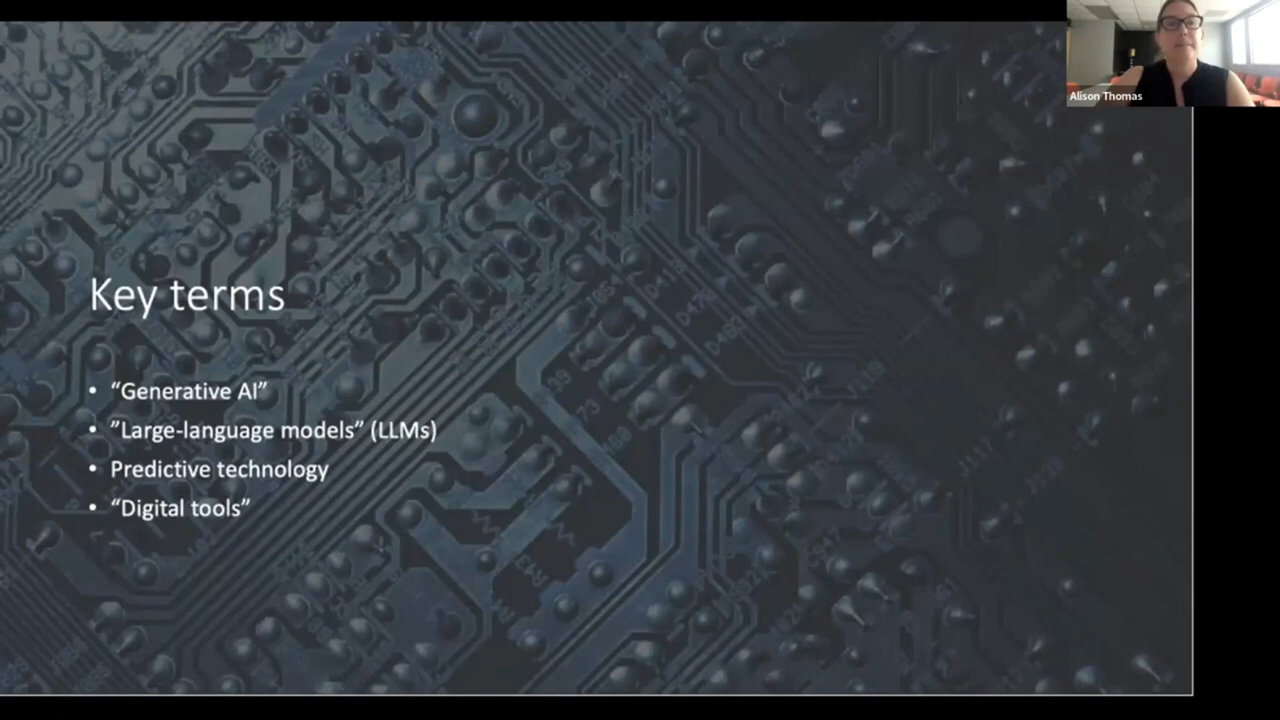 Alison Thomas
Key terms
• “Generative AI”
• ”Large-language models” (LLMs)
• Predictive technology
• “Digital tools”